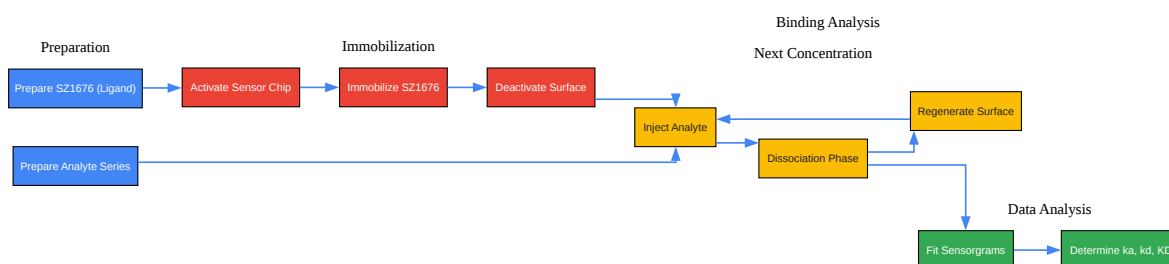 Binding Analysis
Preparation
Immobilization
Next Concentration
Prepare SZ1676 (Ligand)
Activate Sensor Chip
Immobilize SZ1676
Deactivate Surface
Regenerate Surface
Inject Analyte
Prepare Analyte Series
Dissociation Phase
Data Analysis
Fit Sensorgrams
Determine ka, kd, KD